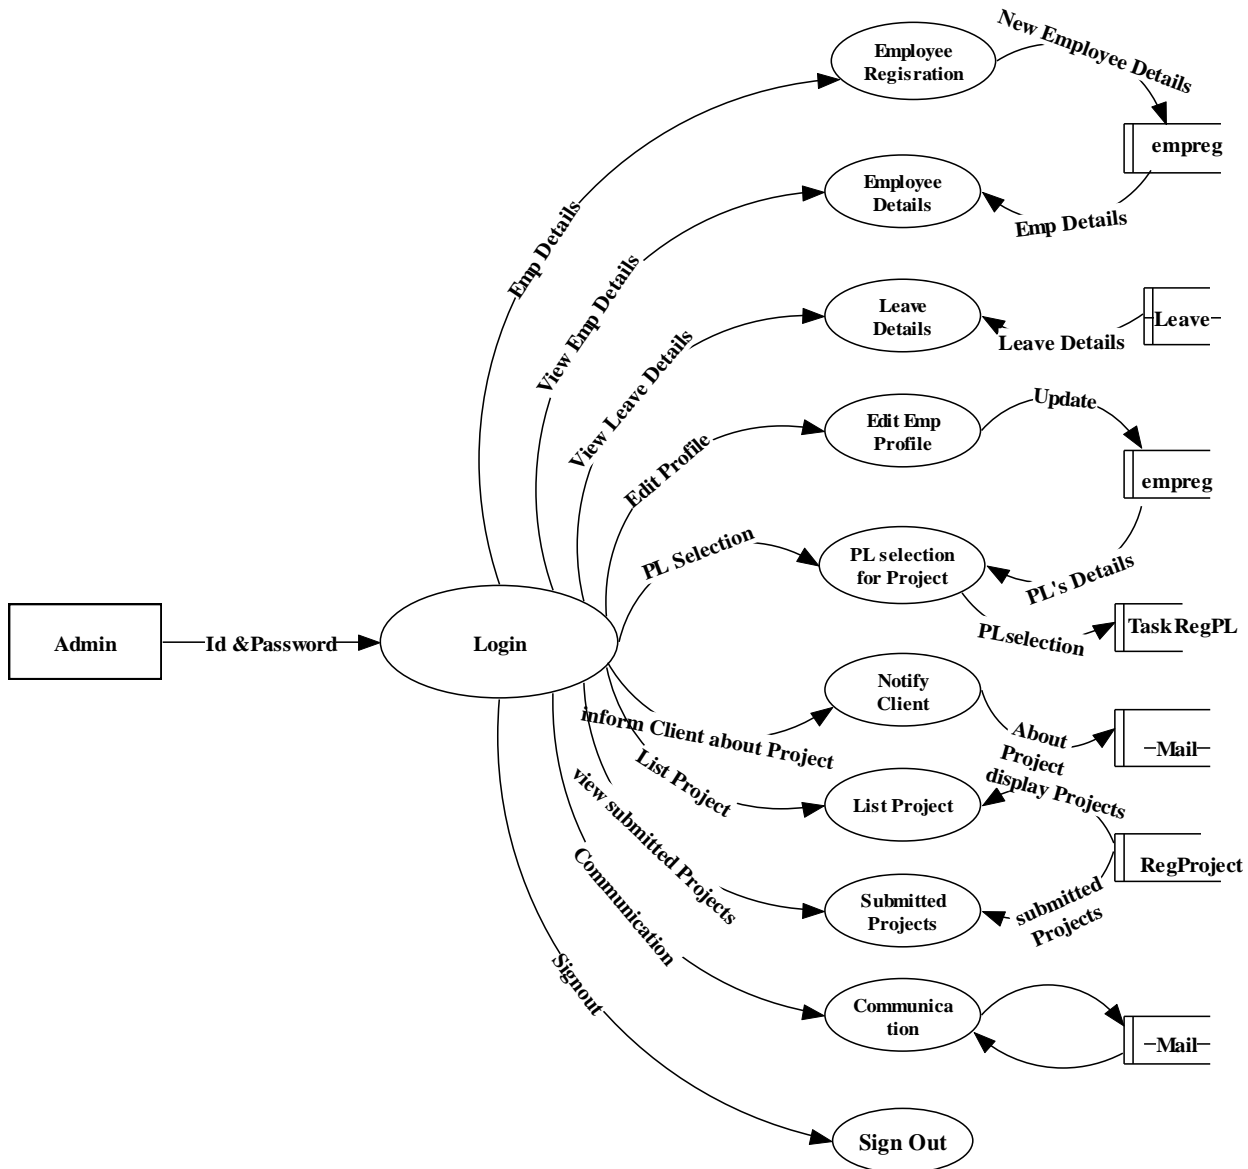 New Employee Details
Employee
Regisration
empreg
Employee
Details
Emp Details
Emp Details
View Emp Details
Leave
Details
Leave
Leave Details
View Leave Details
Update
Edit Emp
Profile
Edit Profile
empreg
PL Selection
PL selection
for Project
PL's Details
PLselection
TaskRegPL
Admin
Id &Password
Login
Notify
Client
inform Client about Project
About
Project
Mail
List Project
display Projects
List Project
RegProject
view submitted Projects
Submitted
Projects
submitted
Projects
Communication
Communica
tion
Mail
Signout
Sign Out